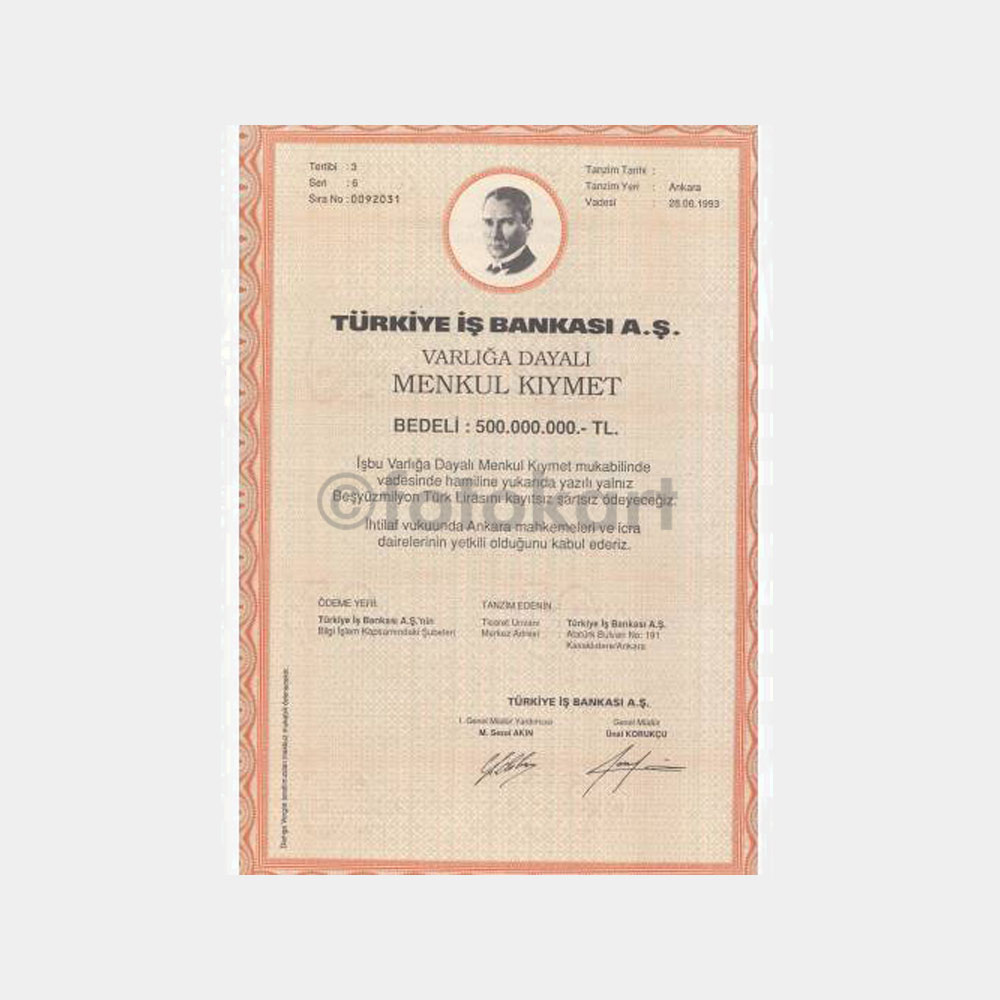 Tertibi : 3
Seri : 6
Sıra No : 0092031
Tanzim Tarihi :
Tanzim Yeri : Ankara
Vadesi : 28.06.1993
TÜRKİYE İŞ BANKASI A.Ş.
VARLIĞA DAYALI
MENKUL KIYMET
BEDELİ : 500.000.000.- TL.
İşbu Varlığa Dayalı Menkul Kıymet mukabilinde
vadesinde hamiline yukarıda yazılı yalnız
Beşyüzmilyon Türk Lirasını kayıtsız şartsız ödeyeceğiz.
©fotokart
İhtilaf vukuunda Ankara mahkemeleri ve icra
dairelerinin yetkili olduğunu kabul ederiz.
ÖDEME YERİ
Türkiye İş Bankası A.Ş.'nin
Bilgi İşlem Kapsamındaki Şubeleri
TANZİM EDENİN :
Ticaret Unvanı : Türkiye İş Bankası A.Ş.
Merkez Adresi : Atatürk Bulvarı No: 191
Kavaklıdere/Ankara
TÜRKİYE İŞ BANKASI A.Ş.
I. Genel Müdür Yardımcısı
M. Sezai AKIN
Genel Müdür
Ünal KORUKÇU